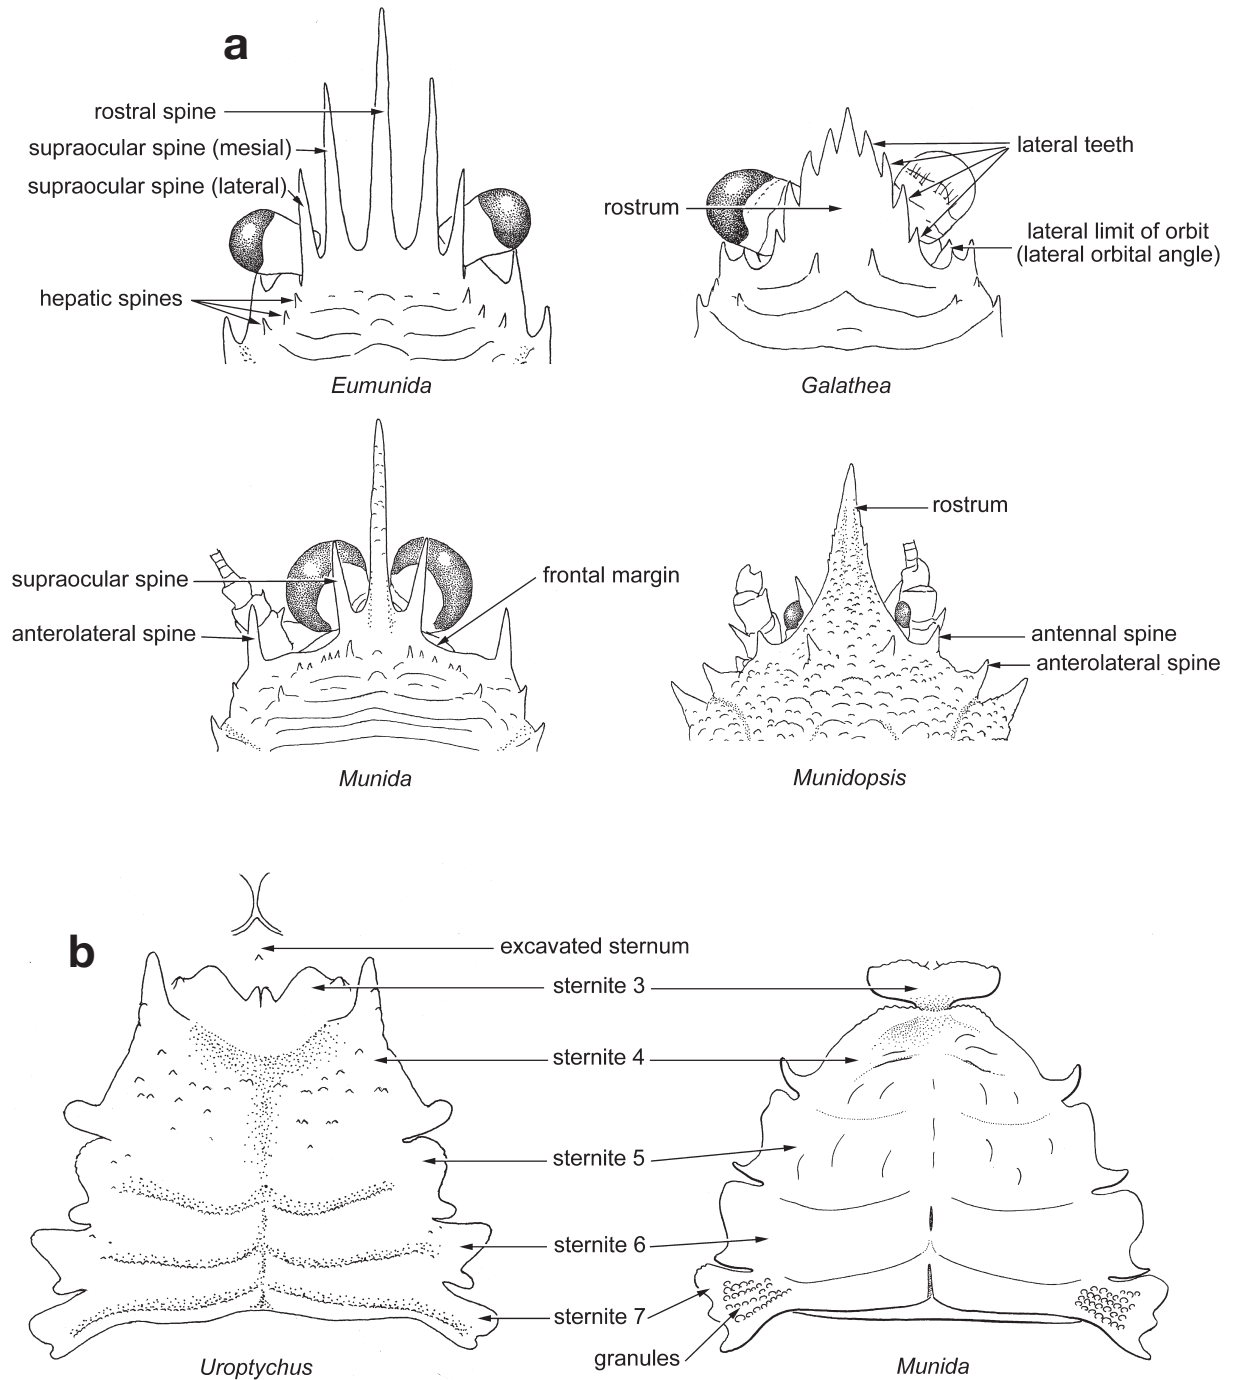 a
rostral spine
supraocular spine (mesial)
supraocular spine (lateral)
hepatic spines
Eumunida
lateral teeth
rostrum
lateral limit of orbit
(lateral orbital angle)
Galathea
supraocular spine
anterolateral spine
frontal margin
Munida
rostrum
antennal spine
anterolateral spine
Munidopsis
b
excavated sternum
sternite 3
sternite 4
sternite 5
sternite 6
sternite 7
granules
Uroptychus
Munida